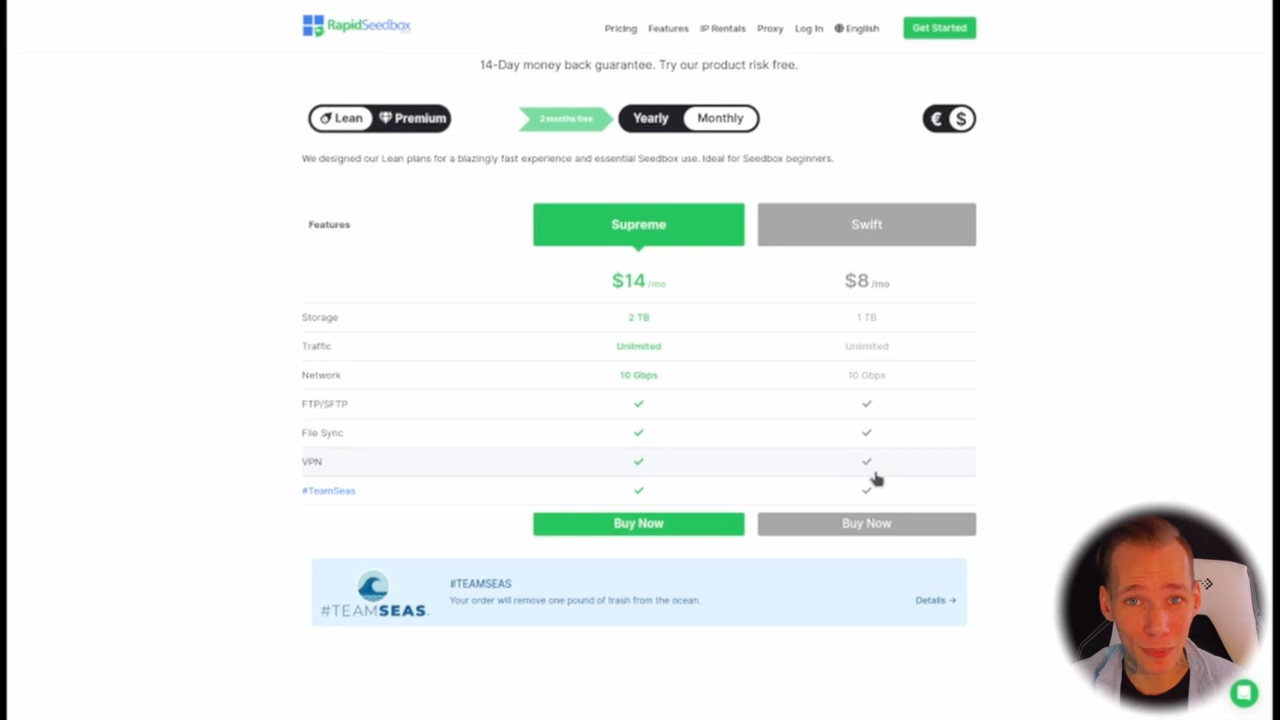 RapidSeedbox
Pricing Features IP Rentals Proxy Log In English Get Started
14-Day money back guarantee. Try our product risk free.
Lean Premium 2 months free Yearly Monthly € $
We designed our Lean plans for a blazingly fast experience and essential Seedbox use. Ideal for Seedbox beginners.
Features Supreme Swift
$14 /mo $8 /mo
Storage 2 TB 1 TB
Traffic Unlimited Unlimited
Network 10 Gbps 10 Gbps
FTP/SFTP
File Sync
VPN
#TeamSeas
Buy Now Buy Now
#TEAMSEAS
Your order will remove one pound of trash from the ocean.
Details →
#TEAMSEAS.